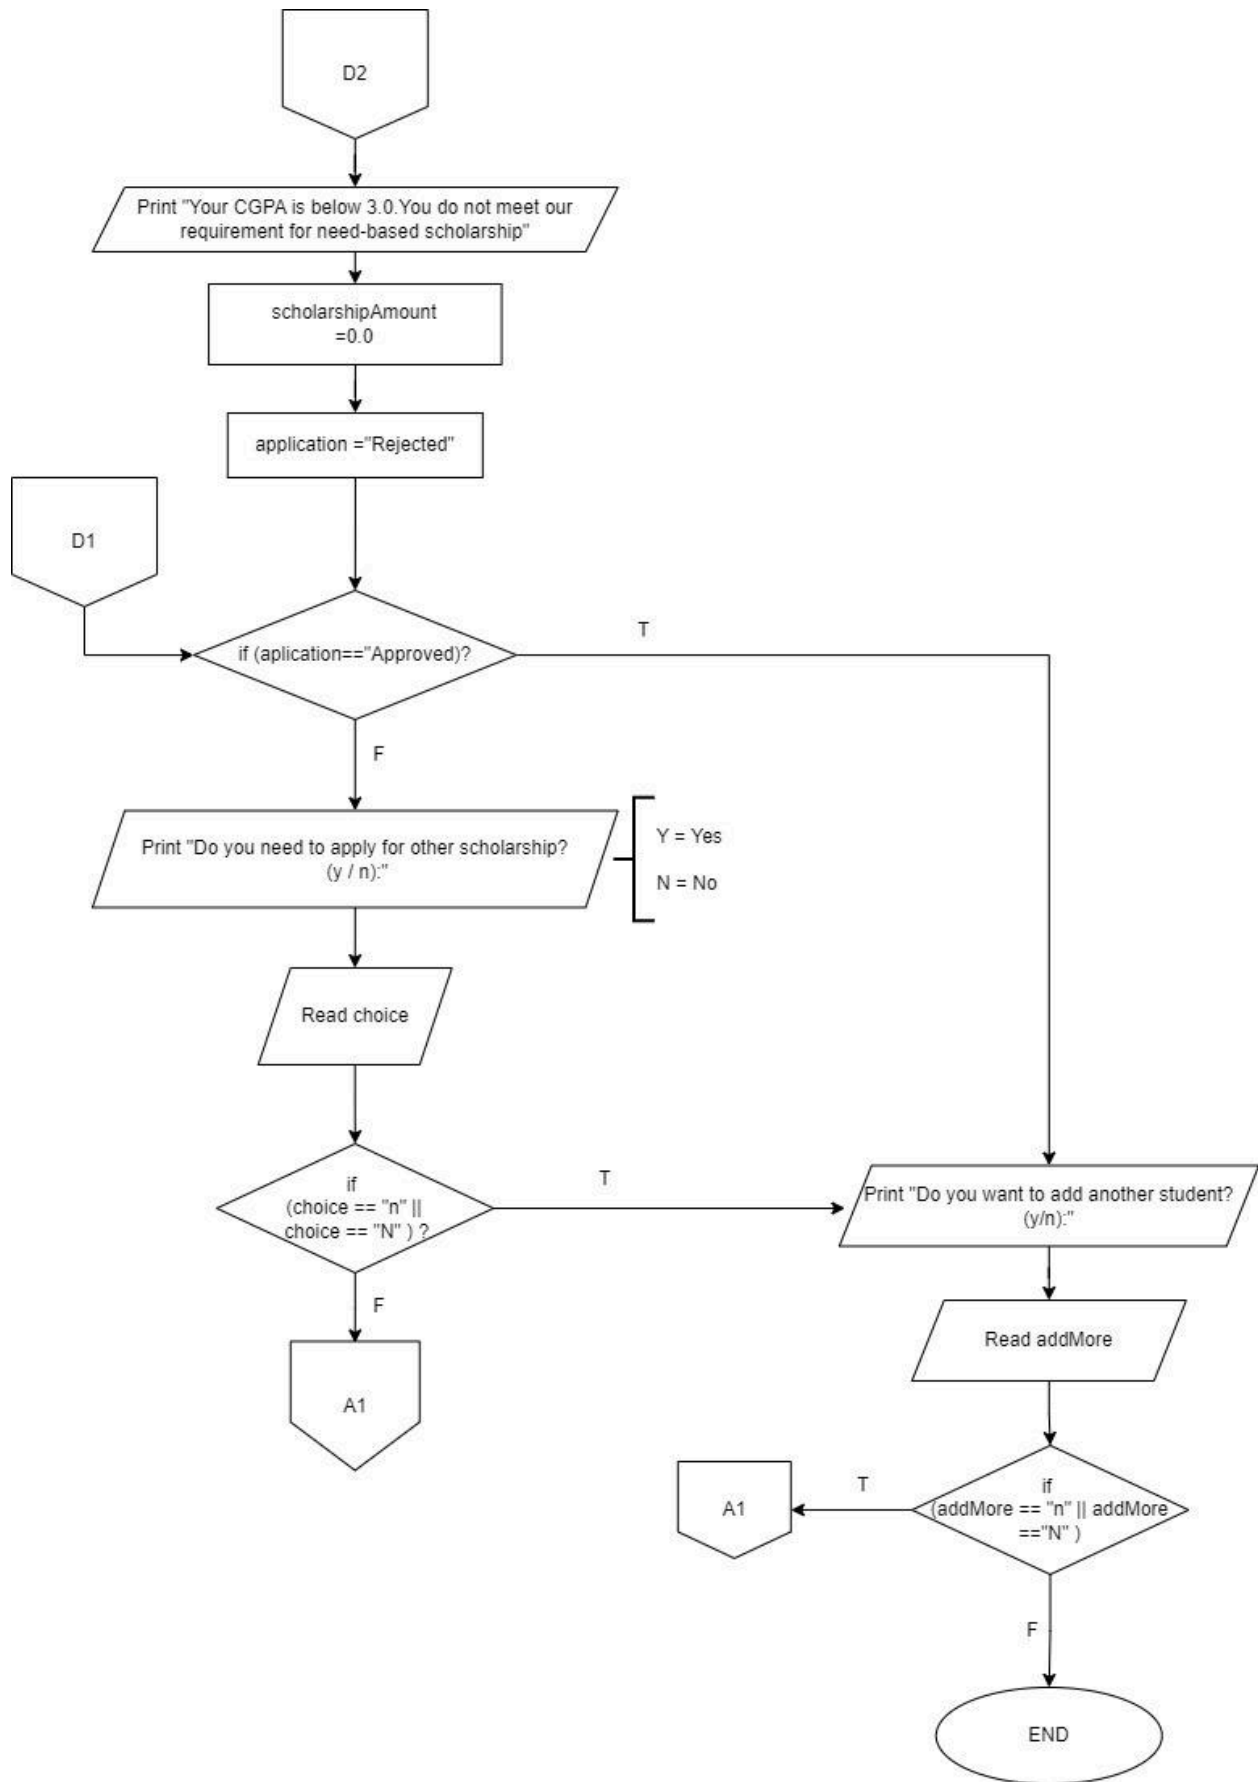 D2
Print "Your CGPA is below 3.0.You do not meet our
requirement for need-based scholarship"
scholarshipAmount
=0.0
application ="Rejected"
D1
if (aplication=="Approved)?
T
F
Print "Do you need to apply for other scholarship?
(y / n):"
Y = Yes
N = No
Read choice
if
(choice == "n" ||
choice == "N" ) ?
T
F
A1
Print "Do you want to add another student?
(y/n):"
Read addMore
if
(addMore == "n" || addMore
=="N" )
T
A1
F
END